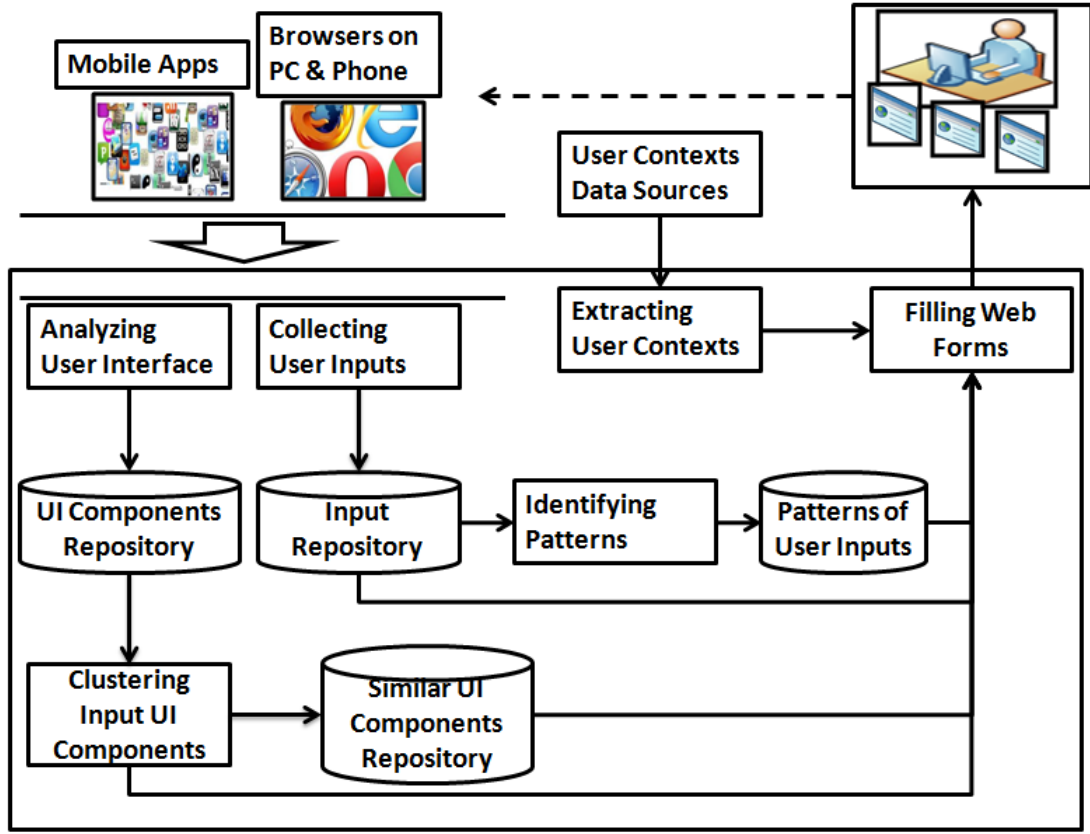 Mobile Apps
Browsers on
PC & Phone
User Contexts
Data Sources
Analyzing
User Interface
Collecting
User Inputs
Extracting
User Contexts
Filling Web
Forms
UI Components
Repository
Input
Repository
Identifying
Patterns
Patterns of
User Inputs
Clustering
Input UI
Components
Similar UI
Components
Repository